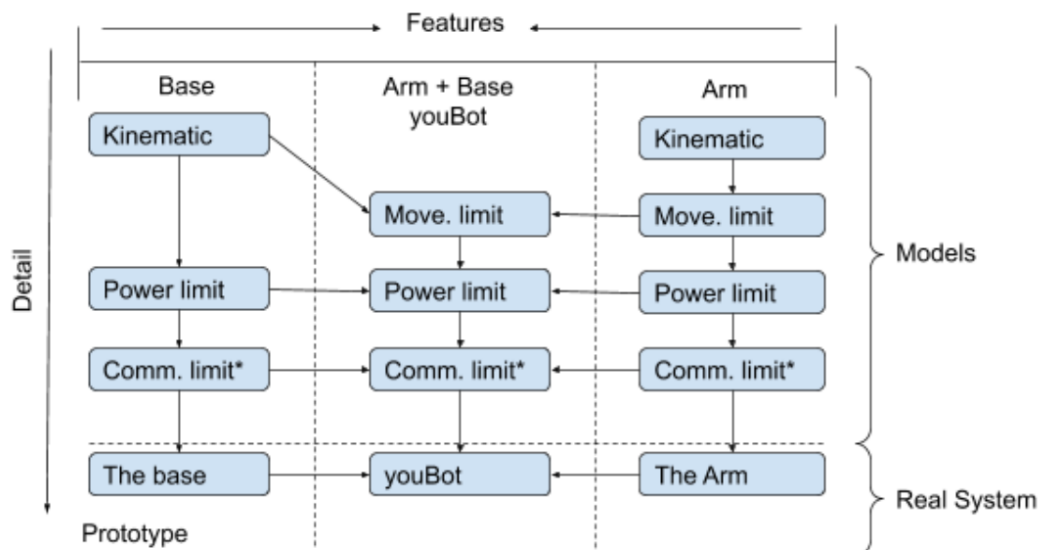 Features
Base
Arm + Base
youBot
Arm
Kinematic
Kinematic
Move. limit
Move. limit
Models
Detail
Power limit
Power limit
Power limit
Comm. limit*
Comm. limit*
Comm. limit*
The base
youBot
The Arm
Real System
Prototype